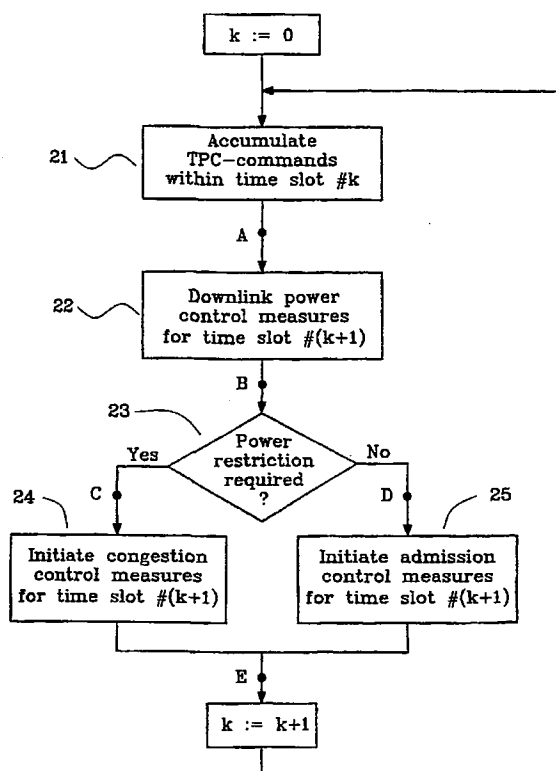 k := 0
21
Accumulate
TPC-commands
within time slot #k
A
22
Downlink power
control measures
for time slot #(k+1)
B
23
Power
restriction
required
?
Yes
No
C
D
24
25
Initiate congestion
control measures
for time slot #(k+1)
Initiate admission
control measures
for time slot #(k+1)
E
k := k+1